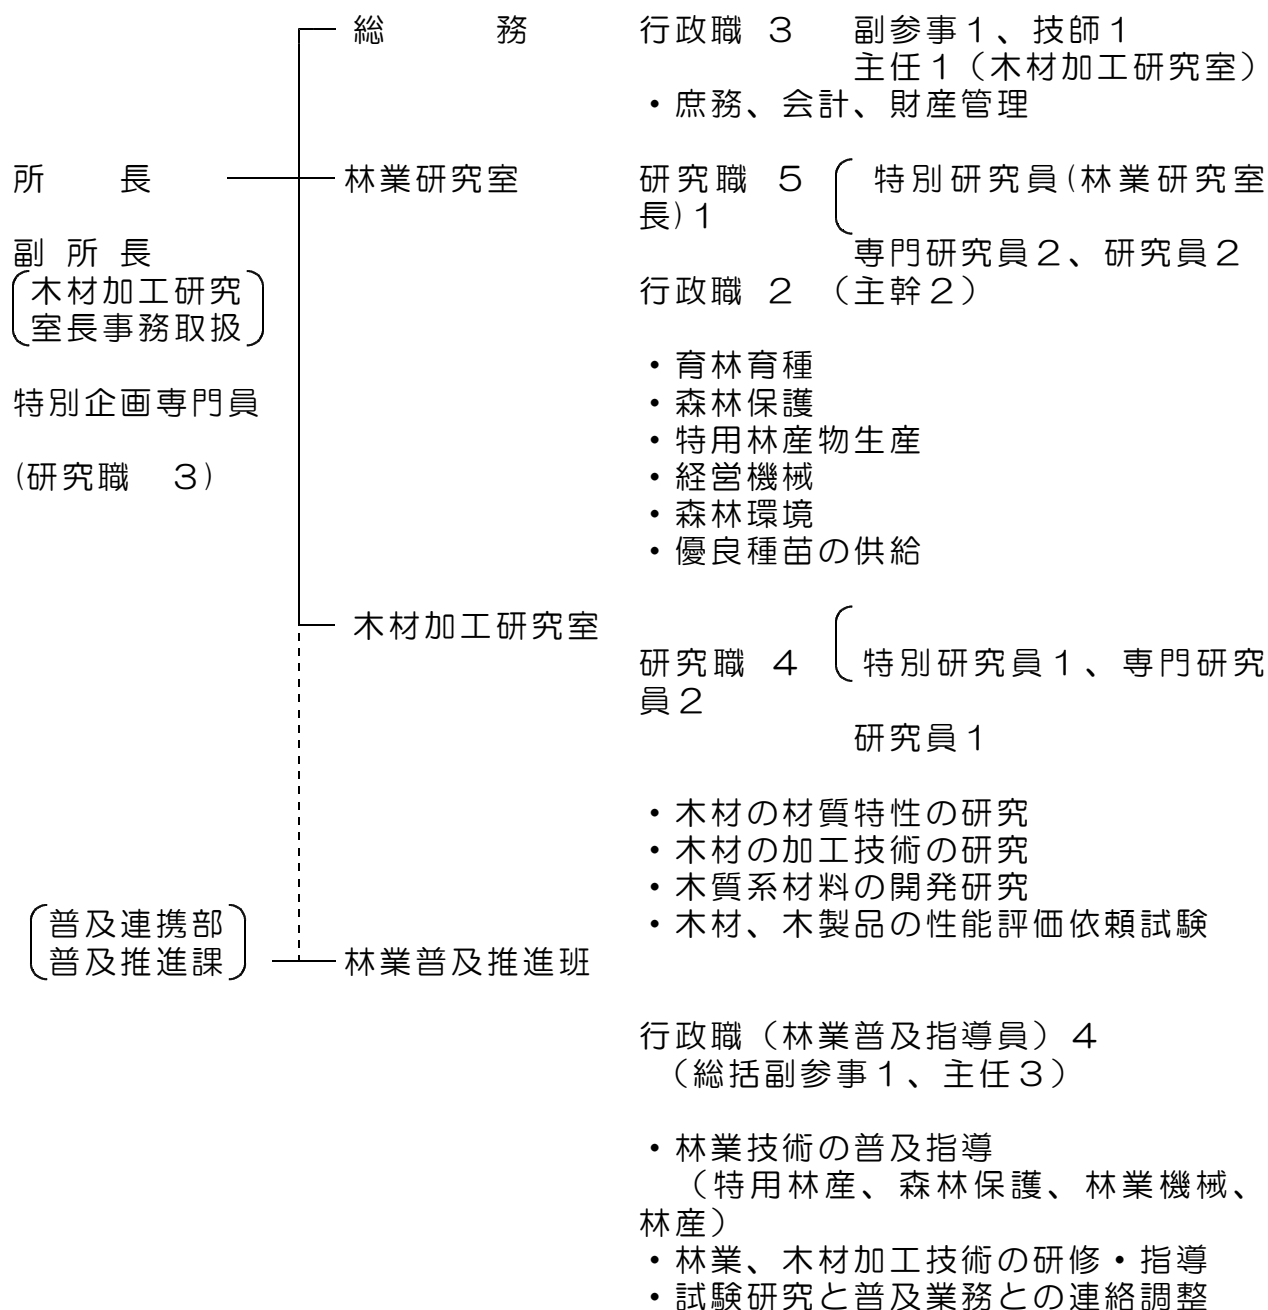 総　　務　行政職　３　副参事１、技師１
主任１（木材加工研究室）
・庶務、会計、財産管理
所　　長　林業研究室　研究職　５　特別研究員(林業研究室
長)１
副 所 長　専門研究員２、研究員２
木材加工研究　行政職　２　（主幹２）
室長事務取扱
・育林育種
特別企画専門員　・森林保護
・特用林産物生産
(研究職　３)　・経営機械
・森林環境
・優良種苗の供給
木材加工研究室
研究職　４　特別研究員１、専門研究
員２
研究員１
・木材の材質特性の研究
・木材の加工技術の研究
・木質系材料の開発研究
普及連携部　・木材、木製品の性能評価依頼試験
普及推進課　林業普及推進班
行政職（林業普及指導員）４
（総括副参事１、主任３）
・林業技術の普及指導
（特用林産、森林保護、林業機械、
林産）
・林業、木材加工技術の研修・指導
・試験研究と普及業務との連絡調整